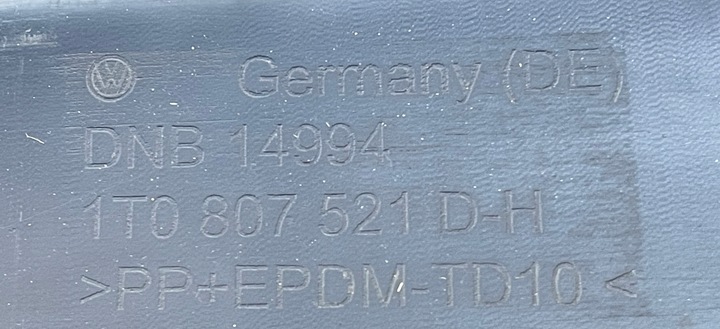 Germany (DE)
DNB 14994
1T0 807 521 D-H
>PP+EPDM-TD10<